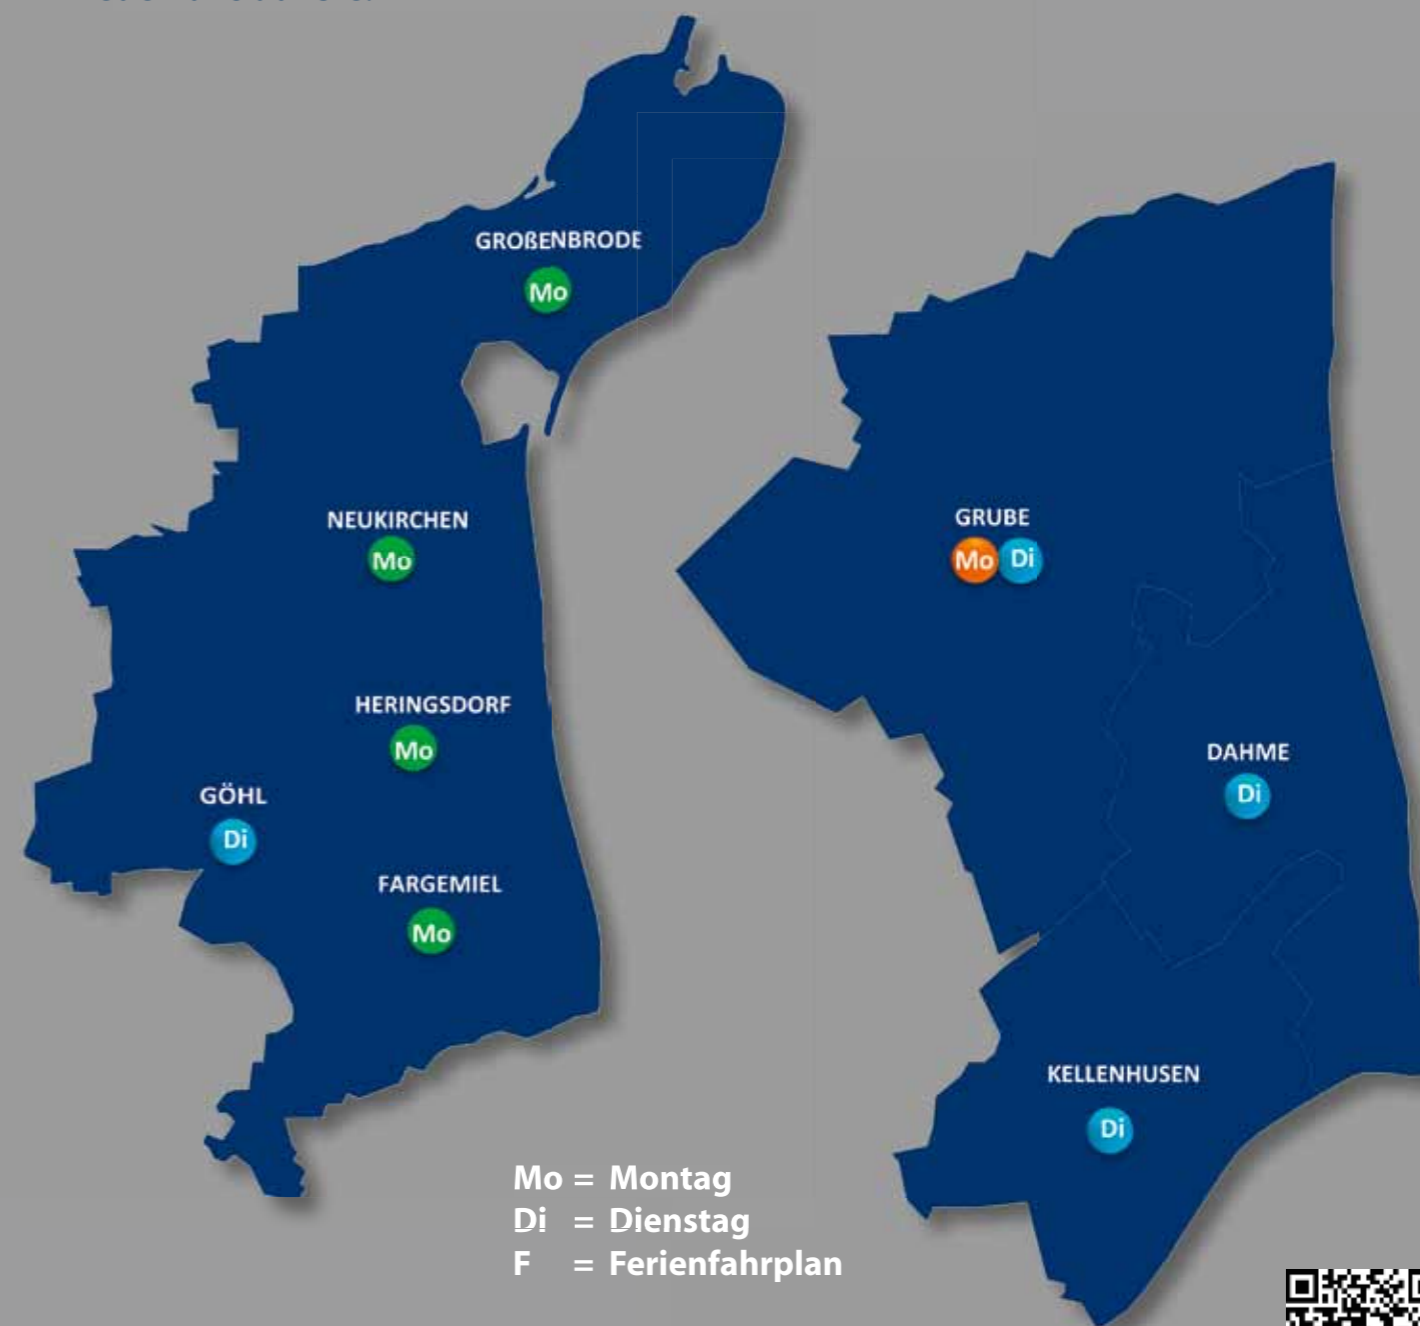 GROßENBRODE
Mo
NEUKIRCHEN
Mo
HERINGSDORF
Mo
GÖHL
Di
FARGEMIEL
Mo
GRUBE
Mo Di
DAHME
Di
KELLENHUSEN
Di
Mo = Montag
Di = Dienstag
F = Ferienfahrplan